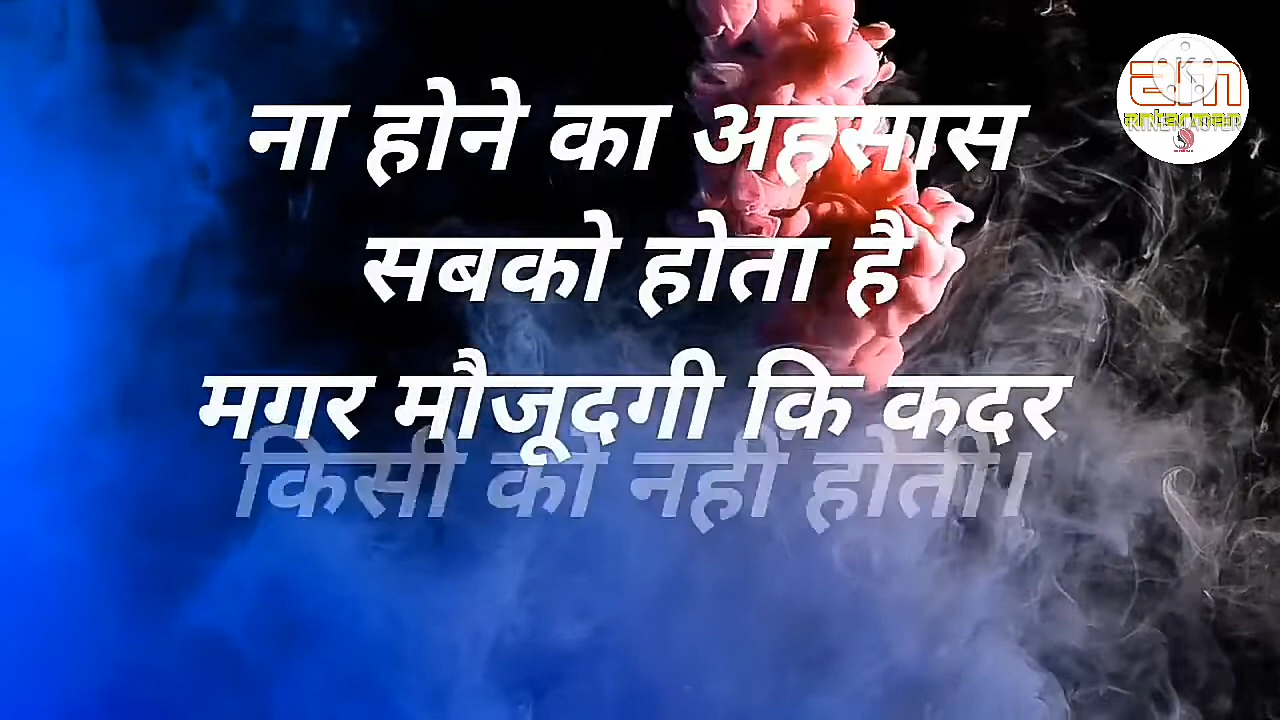 ना होने का अहसास
सबको होता है
मगर मौजूदगी कि कदर
किसी को नहीं होती।